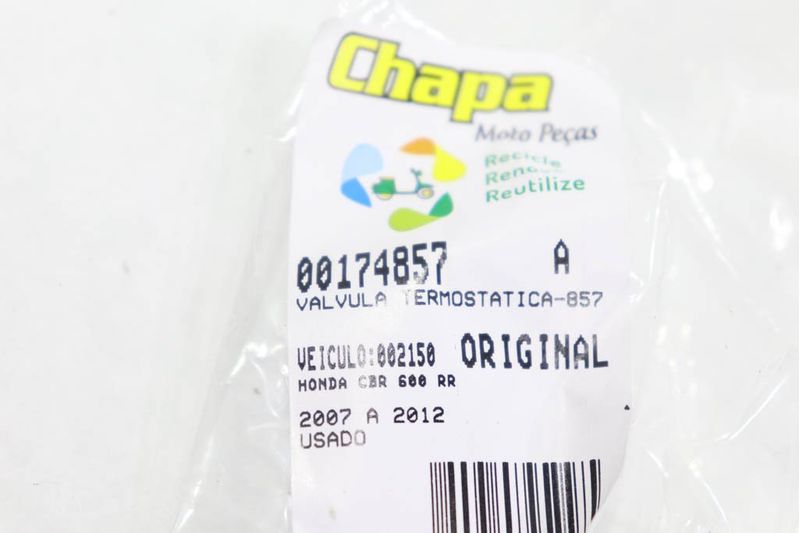 Chapa
Moto Peças
Recicle
Renove
Reutilize
00174857 A
VALVULA TERMOSTATICA-857
VEICULO:002150 ORIGINAL
HONDA CBR 600 RR
2007 A 2012
USADO